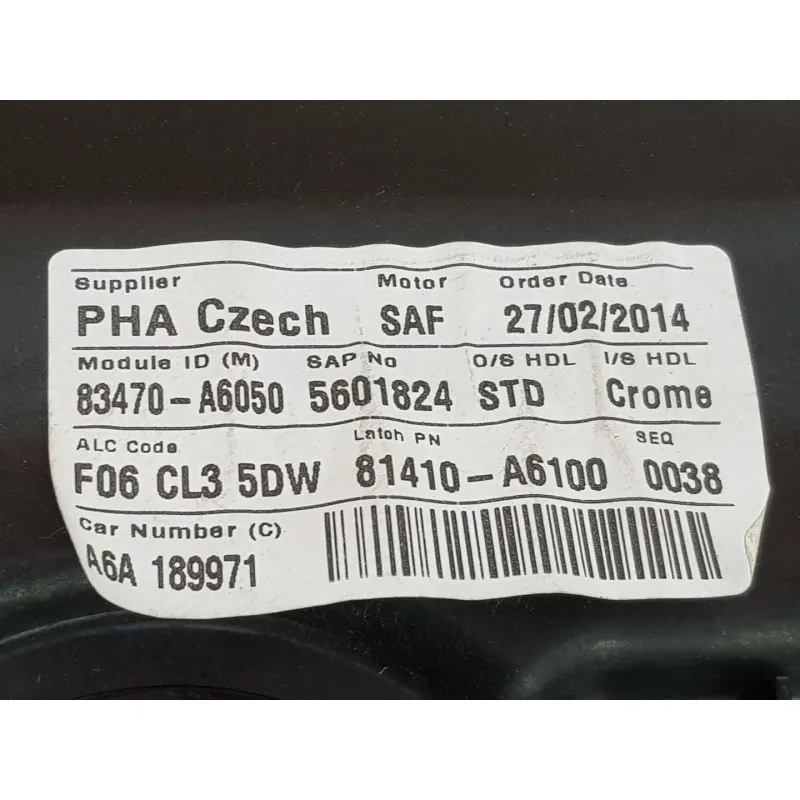 Supplier Motor Order Date
PHA Czech SAF 27/02/2014
Module ID (M) SAP No O/S HDL I/S HDL
83470-A6050 5601824 STD Crome
ALC Code Latch PN SEQ
F06 CL3 5DW 81410-A6100 0038
Car Number (C)
A6A 189971